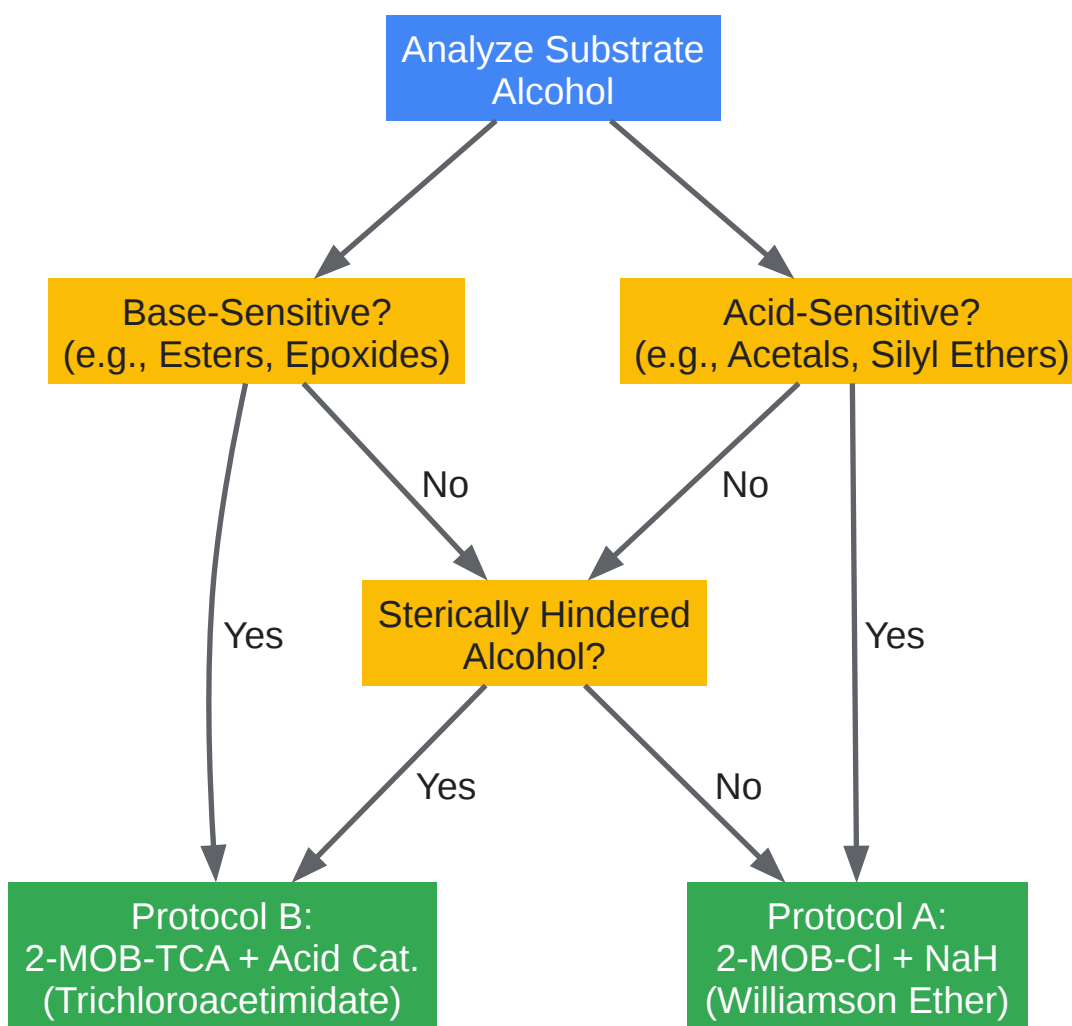 Analyze Substrate
Alcohol
Base-Sensitive?
(e.g., Esters, Epoxides)
Acid-Sensitive?
(e.g., Acetals, Silyl Ethers)
No
No
Sterically Hindered
Alcohol?
Yes
Yes
Yes
No
Protocol B:
2-MOB-TCA + Acid Cat.
(Trichloroacetimidate)
Protocol A:
2-MOB-Cl + NaH
(Williamson Ether)